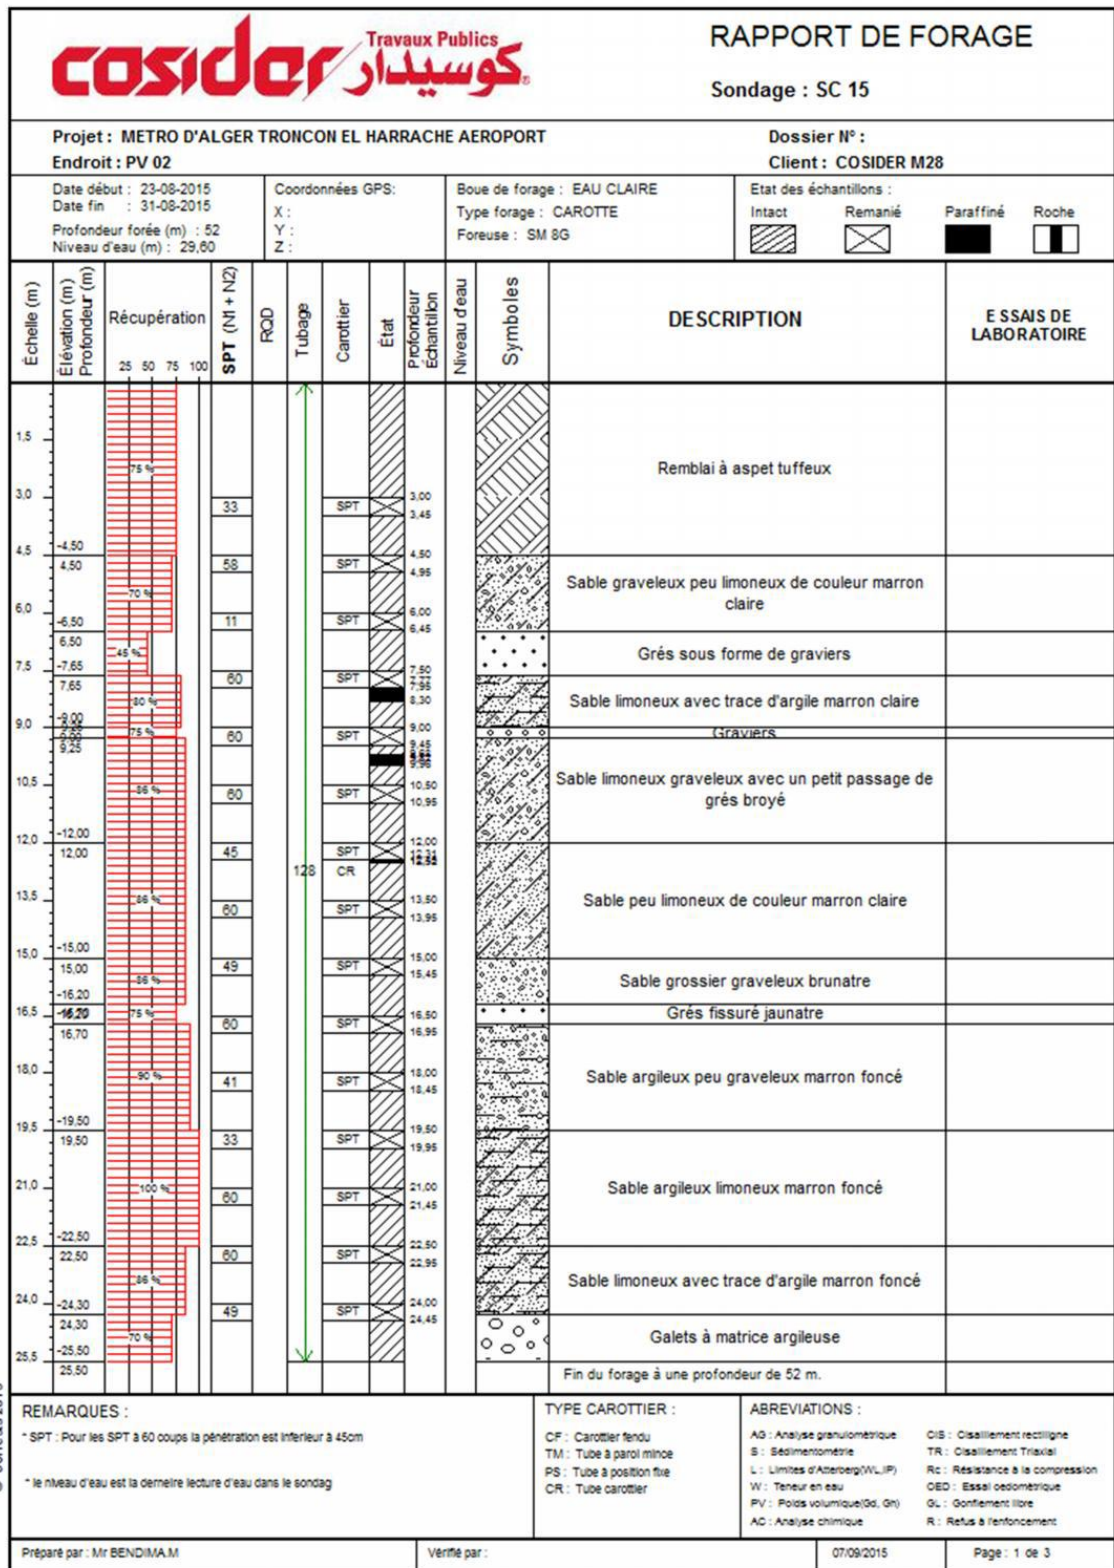 cosider
Travaux Publics
كوسيدار
RAPPORT DE FORAGE
Sondage : SC 15
Projet : METRO D'ALGER TRONCON EL HARRACHE AEROPORT
Dossier N° :
Endroit : PV 02
Client : COSIDER M28
Date début : 23-08-2015
Date fin : 31-08-2015
Profondeur forée (m) : 52
Niveau d'eau (m) : 29,60
Coordonnées GPS:
X :
Y :
Z :
Boue de forage : EAU CLAIRE
Type forage : CAROTTE
Foreuse : SM 8G
Etat des échantillons :
Intact Remanié Paraffiné Roche
Échelle (m)
Élévation (m)
Profondeur (m)
Récupération
25 50 75 100
SPT (N1 + N2)
RQD
Tubage
Carottier
État
Profondeur
Échantillon
Niveau d'eau
Symboles
DESCRIPTION
ESSAIS DE
LABORATOIRE
1,5
75 %
Remblai à aspet tuffeux
3,0
33 SPT 3,00
3,45
4,5
-4,50
4,50
58 SPT 4,50
4,95
70 %
Sable graveleux peu limoneux de couleur marron
claire
6,0
11 SPT 6,00
6,45
-6,50
6,50
45 %
Grés sous forme de graviers
7,5
-7,65
7,65
60 SPT 7,50
7,95
8,30
80 %
Sable limoneux avec trace d'argile marron claire
9,0
-9,00
9,25
75 %
60 SPT 9,00
9,45
Graviers
10,5
86 %
60 SPT 10,50
10,95
Sable limoneux graveleux avec un petit passage de
grés broyé
12,0
-12,00
12,00
45 SPT 12,00
128 CR
13,5
86 %
60 SPT 13,50
13,95
Sable peu limoneux de couleur marron claire
15,0
-15,00
15,00
49 SPT 15,00
15,45
86 %
Sable grossier graveleux brunatre
-16,20
16,5
16,70
75 %
60 SPT 16,50
16,95
Grés fissuré jaunatre
18,0
90 %
41 SPT 18,00
18,45
Sable argileux peu graveleux marron foncé
19,5
-19,50
19,50
33 SPT 19,50
19,95
21,0
100 %
60 SPT 21,00
21,45
Sable argileux limoneux marron foncé
22,5
-22,50
22,50
60 SPT 22,50
22,95
86 %
Sable limoneux avec trace d'argile marron foncé
24,0
-24,30
24,30
49 SPT 24,00
24,45
70 %
Galets à matrice argileuse
25,5
-25,50
25,50
Fin du forage à une profondeur de 52 m.
REMARQUES :
* SPT : Pour les SPT à 60 coups la pénétration est inferieur à 45cm
* le niveau d'eau est la derneire lecture d'eau dans le sondag
TYPE CAROTTIER :
CF : Carottier fendu
TM : Tube à paroi mince
PS : Tube à position fixe
CR : Tube carottier
ABREVIATIONS :
AG : Analyse granulométrique
S : Sédimentométrie
L : Limites d'Atterberg(WL,IP)
W : Teneur en eau
PV : Poids volumique(Gd, Gh)
AC : Analyse chimique
CIS : Cisaillement rectiligne
TR : Cisaillement Triaxial
Rc : Résistance à la compression
OED : Essai oedométrique
GL : Gonflement libre
R : Refus à l'enfoncement
Préparé par : Mr BENDIMA.M
Vérifié par :
07/09/2015
Page : 1 de 3